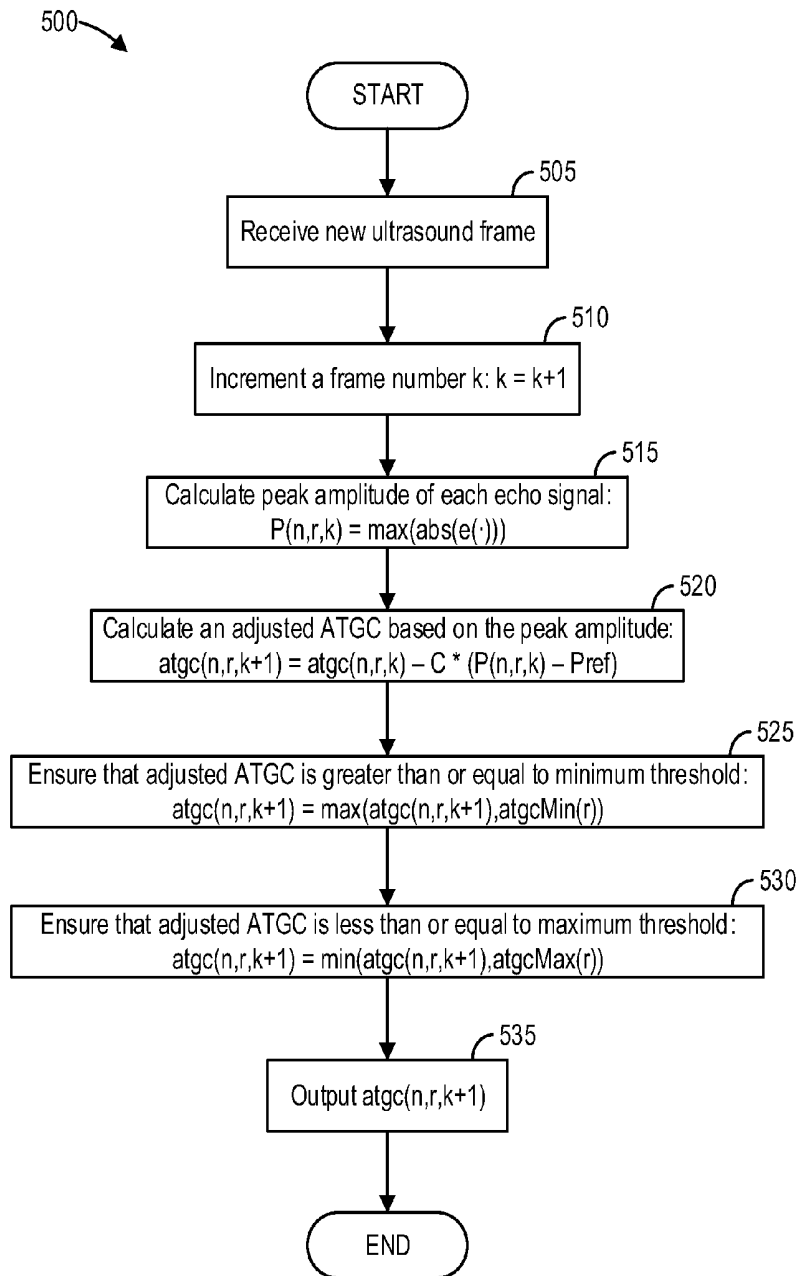 500
START
505
Receive new ultrasound frame
510
Increment a frame number k: k = k+1
515
Calculate peak amplitude of each echo signal:
P(n,r,k) = max(abs(e(·)))
520
Calculate an adjusted ATGC based on the peak amplitude:
atgc(n,r,k+1) = atgc(n,r,k) – C * (P(n,r,k) – Pref)
525
Ensure that adjusted ATGC is greater than or equal to minimum threshold:
atgc(n,r,k+1) = max(atgc(n,r,k+1),atgcMin(r))
530
Ensure that adjusted ATGC is less than or equal to maximum threshold:
atgc(n,r,k+1) = min(atgc(n,r,k+1),atgcMax(r))
535
Output atgc(n,r,k+1)
END